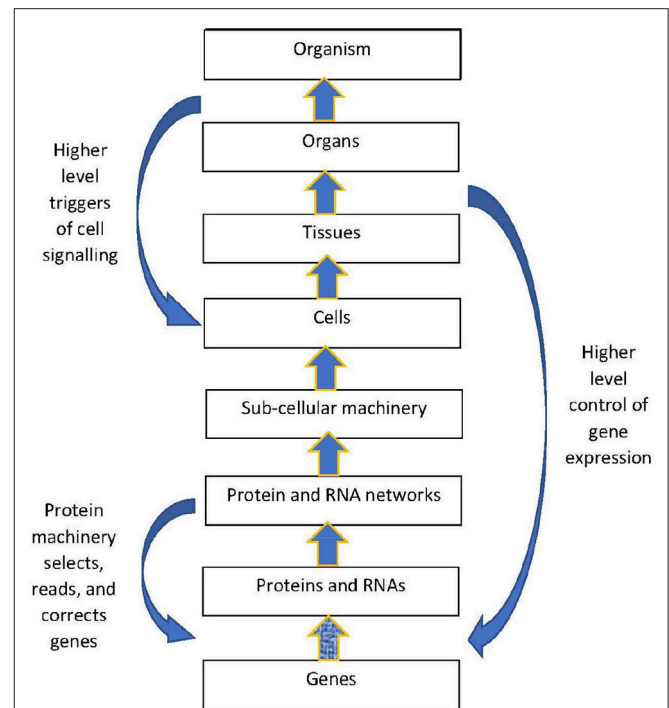 Organism
Organs
Higher
level
triggers
of cell
signalling
Tissues
Cells
Higher
level
control of
gene
expression
Sub-cellular machinery
Protein and RNA networks
Protein
machinery
selects,
reads, and
corrects
genes
Proteins and RNAs
Genes